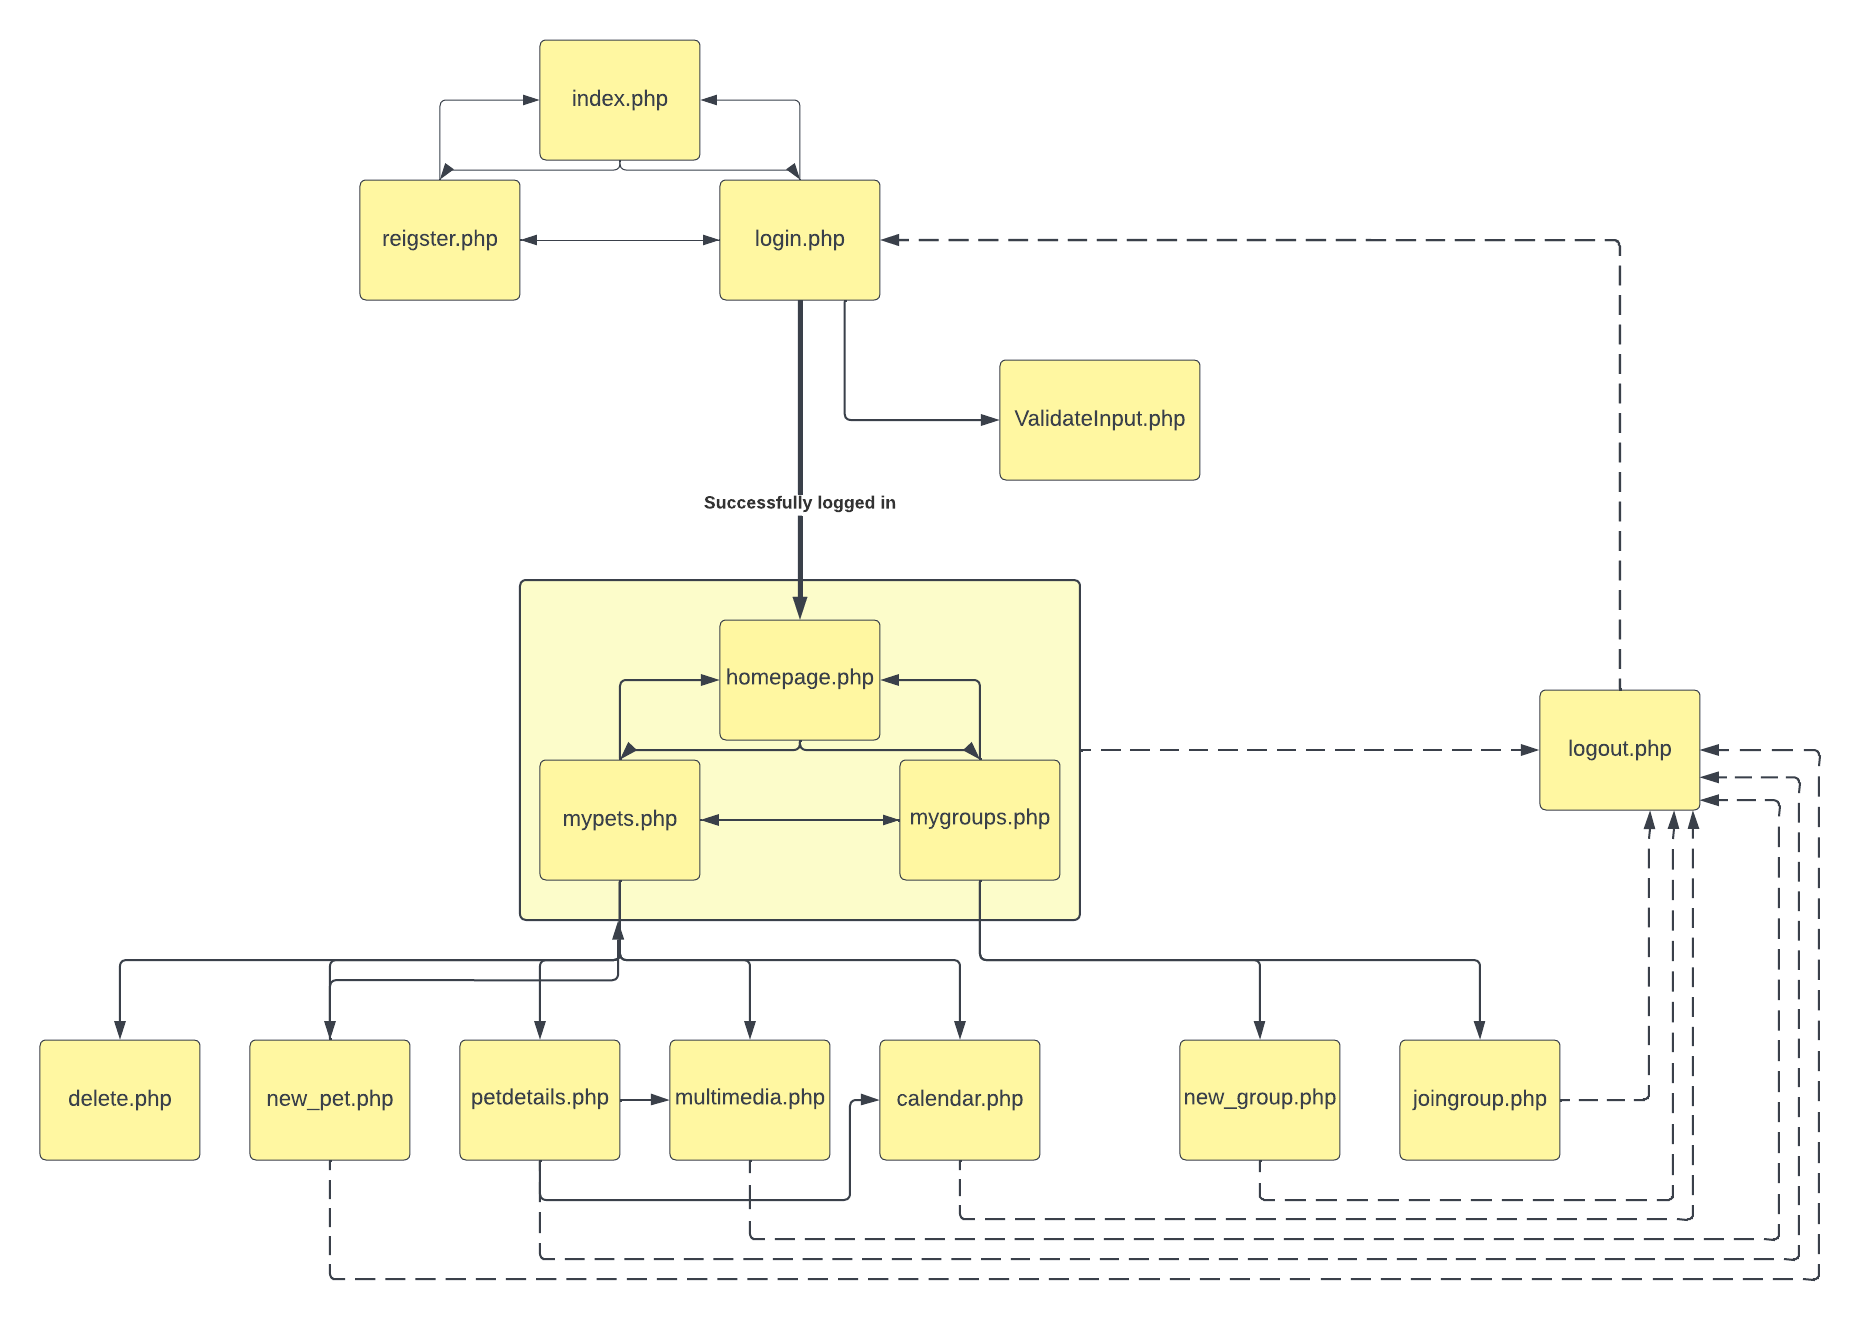 index.php
reigster.php
login.php
ValidateInput.php
Successfully logged in
homepage.php
mypets.php
mygroups.php
logout.php
delete.php
new_pet.php
petdetails.php
multimedia.php
calendar.php
new_group.php
joingroup.php